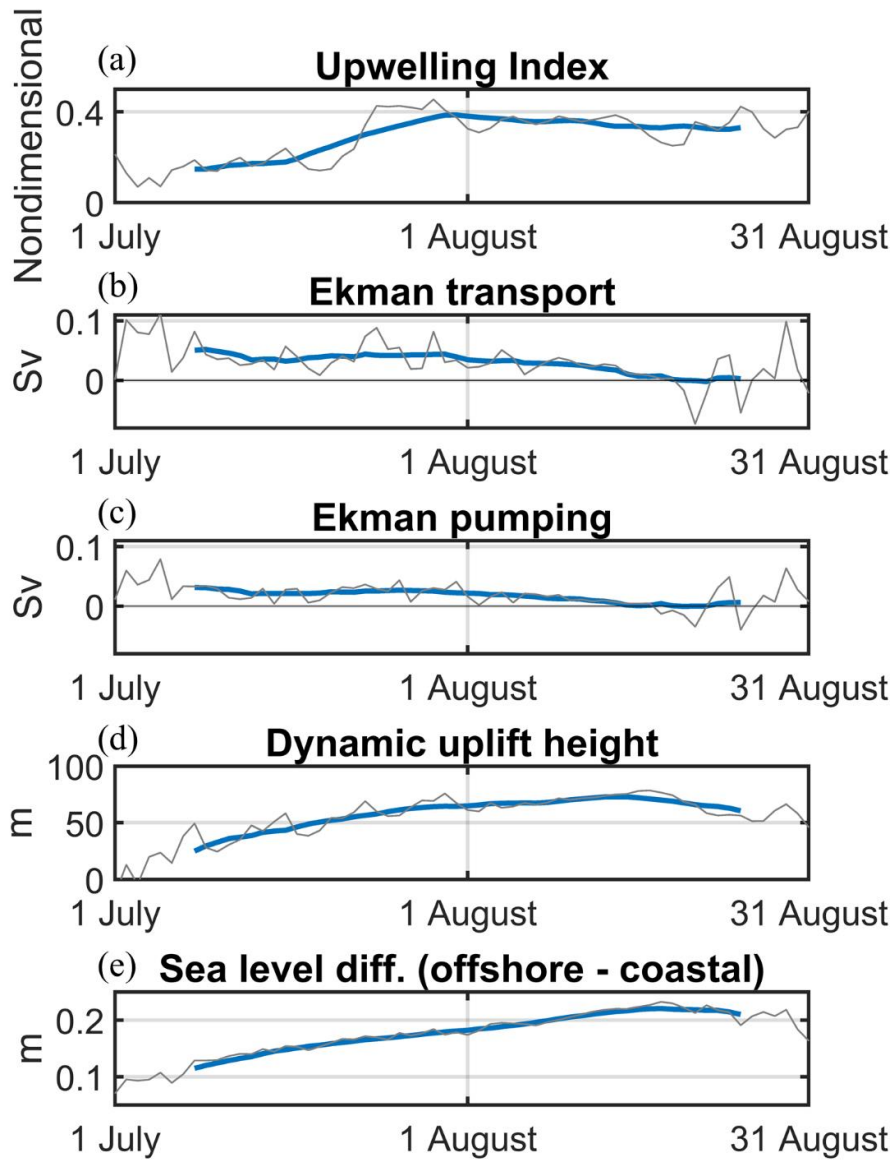 (a)
Upwelling Index
Nondimensional
0.4
0
1 July 1 August 31 August
(b)
Ekman transport
Sv
0.1
0
1 July 1 August 31 August
(c)
Ekman pumping
Sv
0.1
0
1 July 1 August 31 August
(d)
Dynamic uplift height
m
100
50
0
1 July 1 August 31 August
(e)
Sea level diff. (offshore - coastal)
m
0.2
0.1
1 July 1 August 31 August